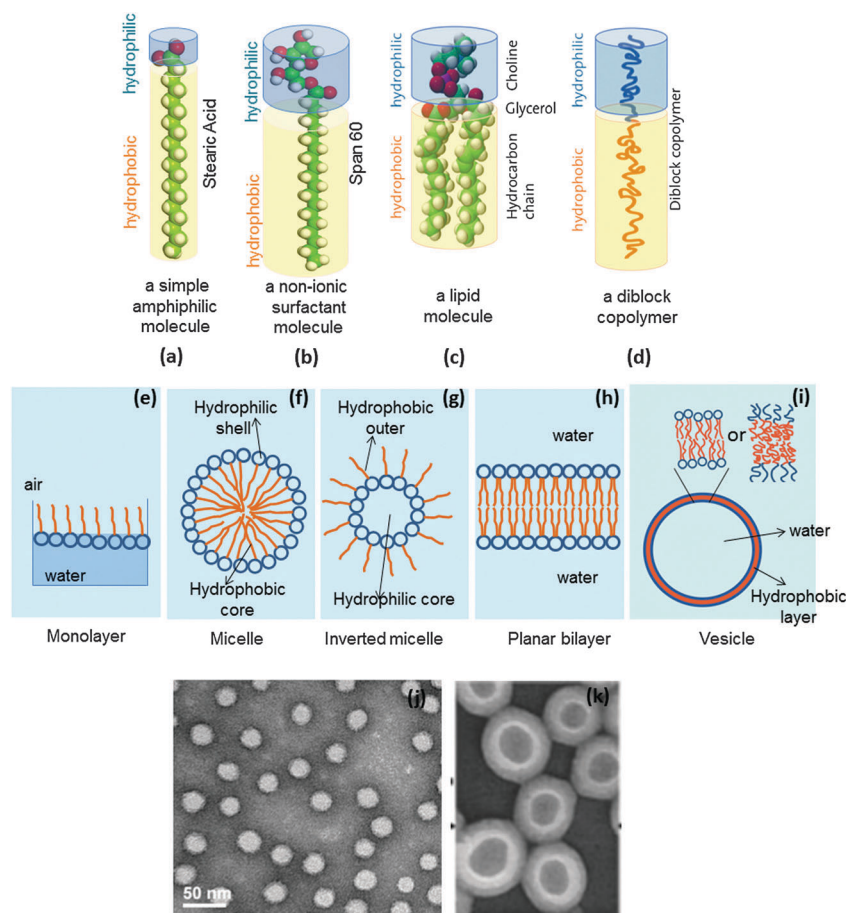 hydrophilic
hydrophobic
Stearic Acid
a simple
amphiphilic
molecule
(a)
hydrophilic
hydrophobic
Span 60
a non-ionic
surfactant
molecule
(b)
hydrophilic
hydrophobic
Choline
Glycerol
Hydrocarbon
chain
a lipid
molecule
(c)
hydrophilic
hydrophobic
Diblock copolymer
a diblock
copolymer
(d)
(e)
air
water
Monolayer
(f)
Hydrophilic
shell
Hydrophobic
core
Micelle
(g)
Hydrophobic
outer
Hydrophilic core
Inverted micelle
(h)
water
water
Planar bilayer
(i)
or
water
Hydrophobic
layer
Vesicle
(j)
50 nm
(k)